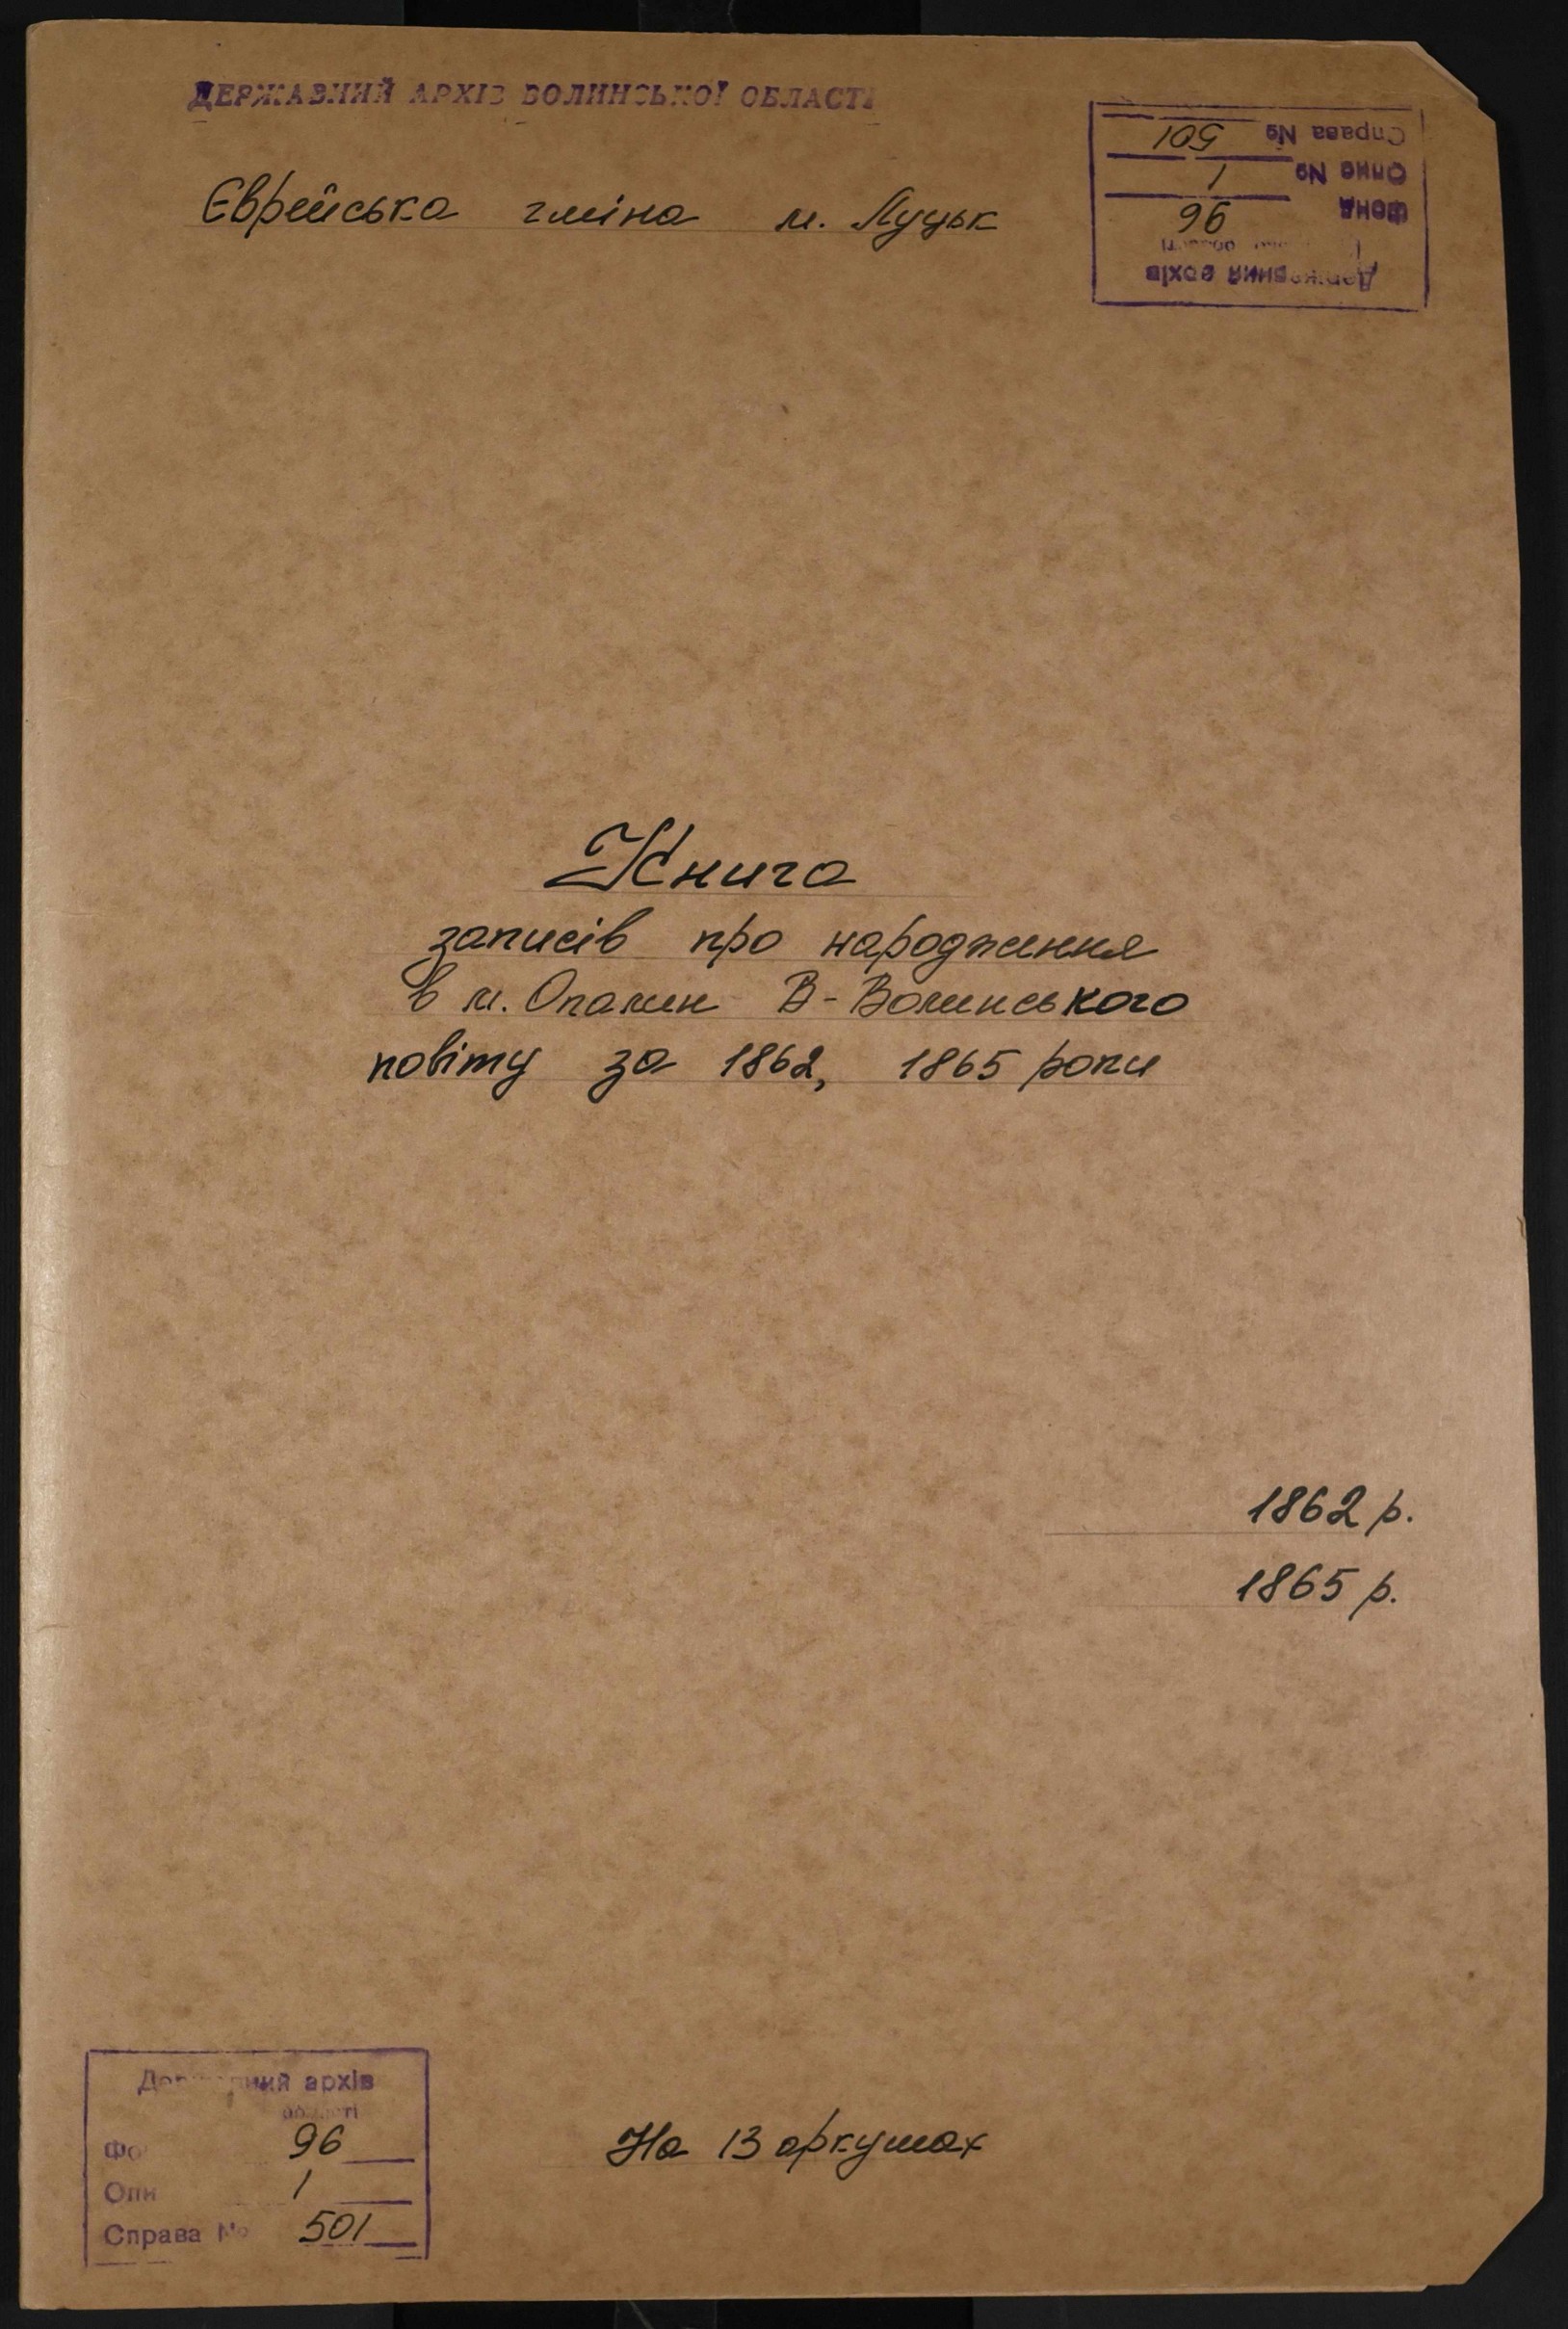 ДЕРЖАВНИЙ АРХІВ ВОЛИНСЬКОЇ ОБЛАСТІ
Єврейська гміна м. Луцьк
Державний архів
області
Фонд 96
Опис № 1
Справа № 501
Книга
записів про народження
в м. Опалин В-Волинського
повіту за 1862, 1865 роки
1862 р.
1865 р.
Державний архів
області
96
1
Справа № 501
На 13 аркушах